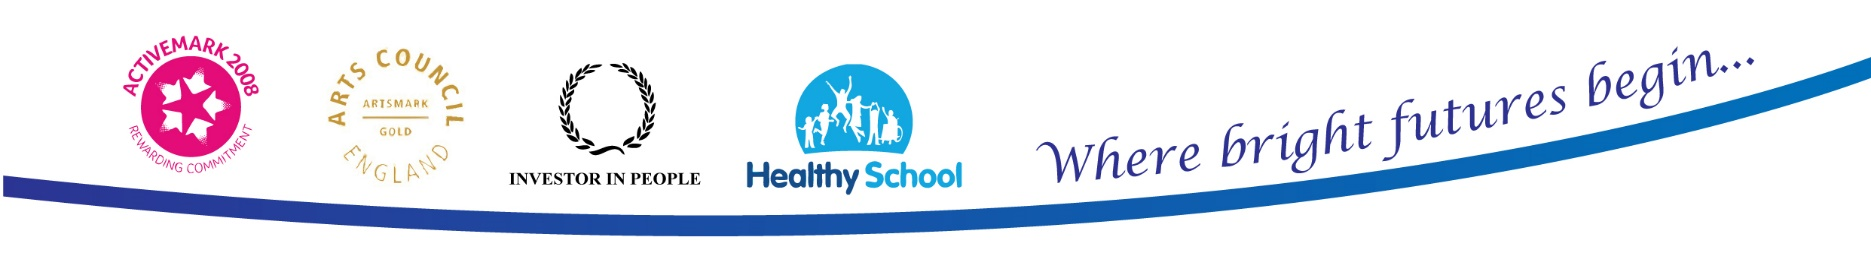 ACTIVEMARK 2008
REWARDING COMMITMENT
ARTS COUNCIL
ARTSMARK
GOLD
ENGLAND
INVESTOR IN PEOPLE
Healthy School
Where bright futures begin...